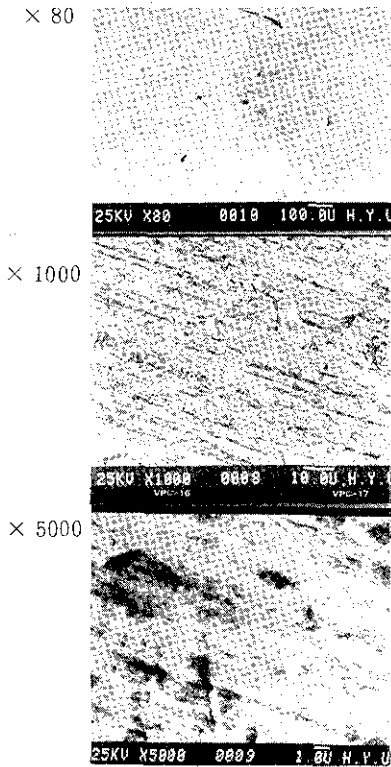 × 80
25KV X80 0010 100.0U H.Y.U
× 1000
25KV X1000 0008 10.0U H.Y.U
VPC-16 VPC-17
× 5000
25KV X5000 0009 1.0U H.Y.U